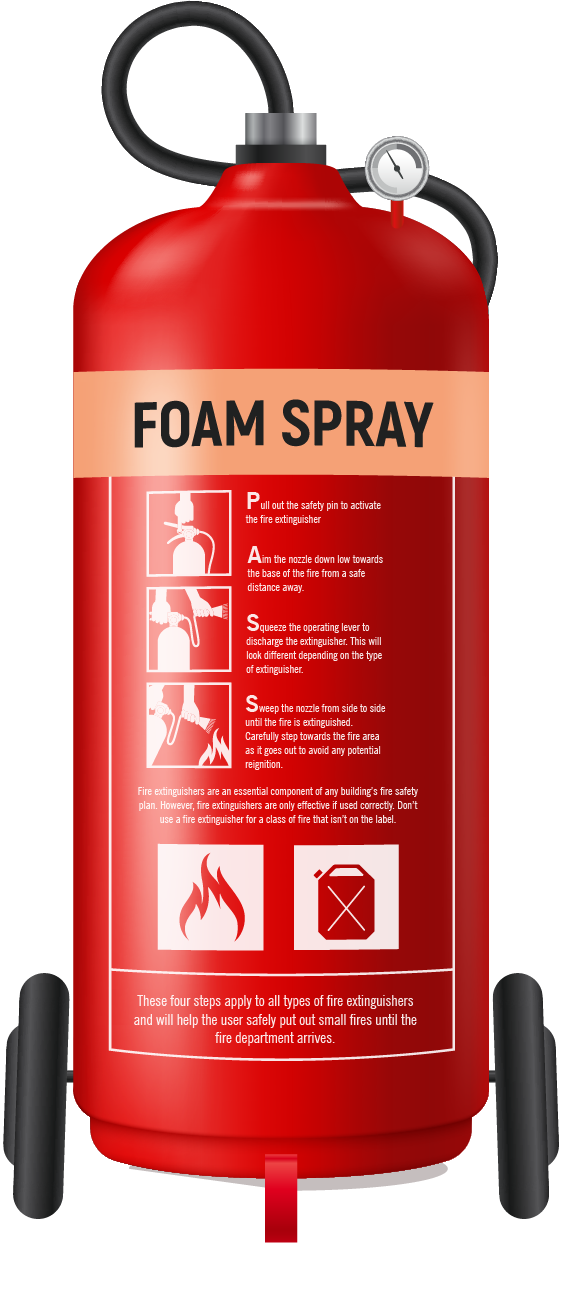 FOAM SPRAY
Pull out the safety pin to activate
the fire extinguisher
Aim the nozzle down low towards
the base of the fire from a safe
distance away.
Squeeze the operating lever to
discharge the extinguisher. This will
look different depending on the type
of extinguisher.
Sweep the nozzle from side to side
until the fire is extinguished.
Carefully step towards the fire area
as it goes out to avoid any potential
reignition.
Fire extinguishers are an essential component of any building's fire safety
plan. However, fire extinguishers are only effective if used correctly. Don't
use a fire extinguisher for a class of fire that isn't on the label.
These four steps apply to all types of fire extinguishers
and will help the user safely put out small fires until the
fire department arrives.